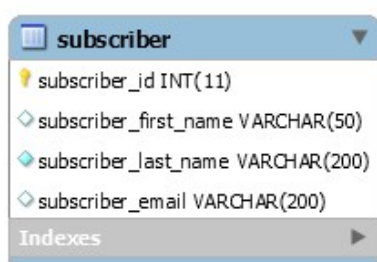 subscriber
subscriber_id INT(11)
subscriber_first_name VARCHAR(50)
subscriber_last_name VARCHAR(200)
subscriber_email VARCHAR(200)
Indexes